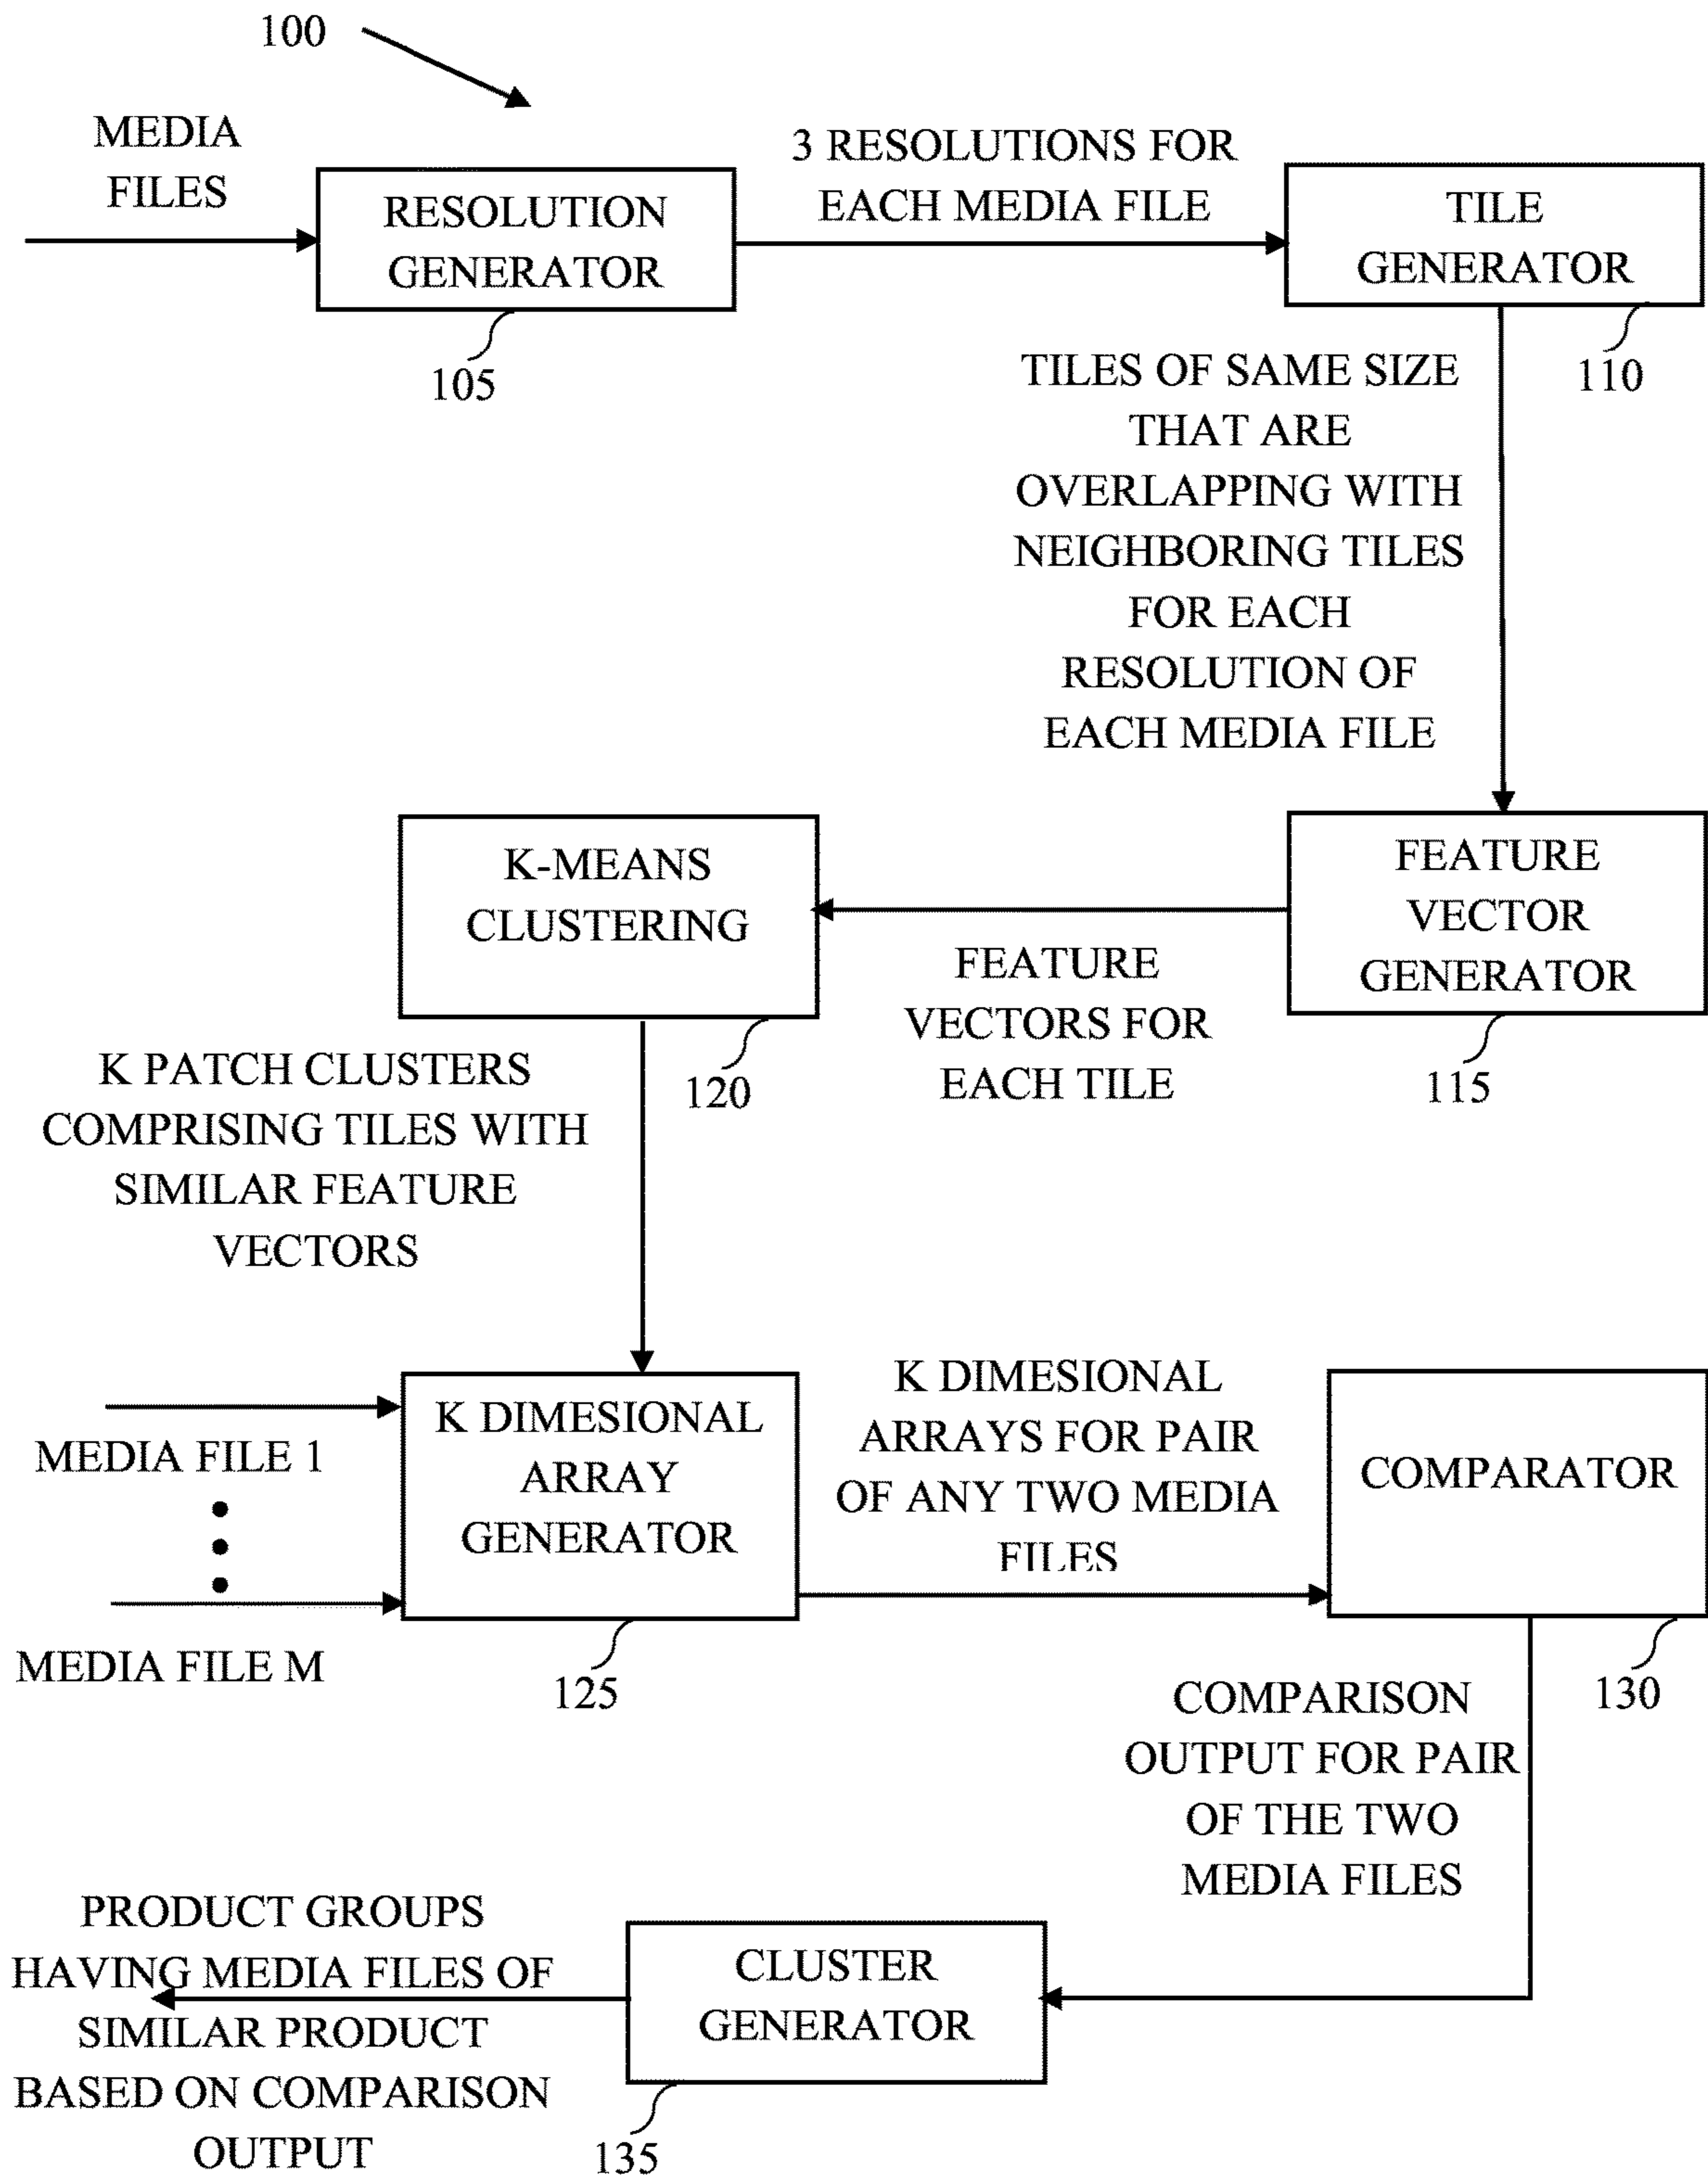 100
MEDIA
FILES
RESOLUTION
GENERATOR
105
3 RESOLUTIONS FOR
EACH MEDIA FILE
TILE
GENERATOR
110
TILES OF SAME SIZE
THAT ARE
OVERLAPPING WITH
NEIGHBORING TILES
FOR EACH
RESOLUTION OF
EACH MEDIA FILE
FEATURE
VECTOR
GENERATOR
115
FEATURE
VECTORS FOR
EACH TILE
K-MEANS
CLUSTERING
120
K PATCH CLUSTERS
COMPRISING TILES WITH
SIMILAR FEATURE
VECTORS
MEDIA FILE 1
MEDIA FILE M
K DIMESIONAL
ARRAY
GENERATOR
125
K DIMESIONAL
ARRAYS FOR PAIR
OF ANY TWO MEDIA
FILES
COMPARATOR
130
COMPARISON
OUTPUT FOR PAIR
OF THE TWO
MEDIA FILES
CLUSTER
GENERATOR
135
PRODUCT GROUPS
HAVING MEDIA FILES OF
SIMILAR PRODUCT
BASED ON COMPARISON
OUTPUT